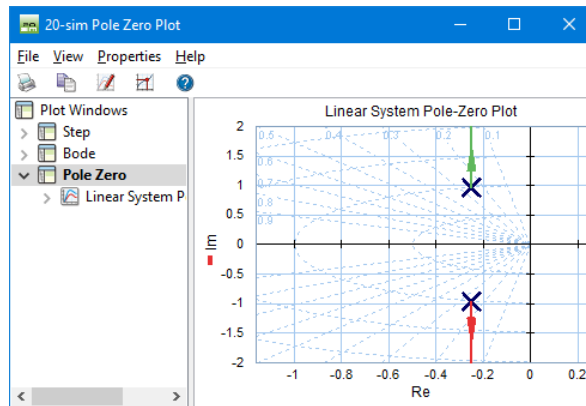 20-sim Pole Zero Plot
File View Properties Help
Plot Windows
Step
Bode
Pole Zero
Linear System P
Linear System Pole-Zero Plot
2
0.5 0.4 0.3 0.2 0.1
1.5
0.6
1
0.7
0.8
0.5
0.9
0
Im
-0.5
-1
-1.5
-2
-1 -0.8 -0.6 -0.4 -0.2 0 0.2
Re